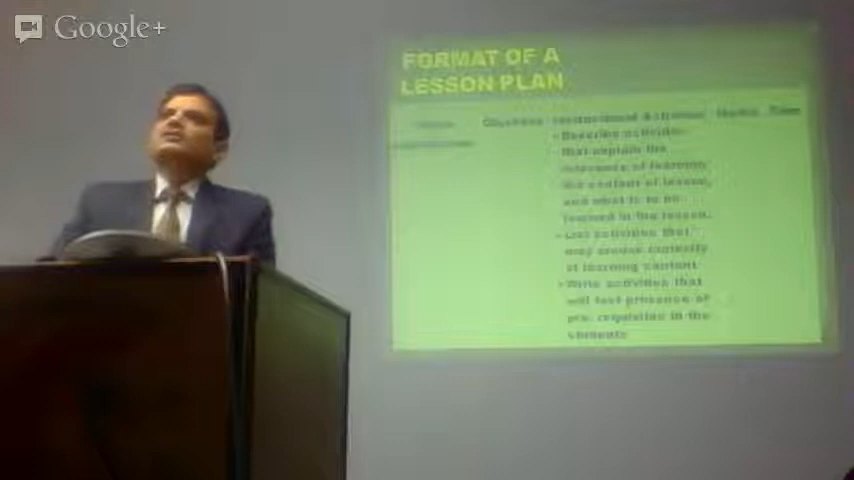 Google+
FORMAT OF A
LESSON PLAN
Objectives Instructional Activities Media Time
• Describe activities
that explain the
relevance of learning
the content of lesson,
and what is to be
learned in the lesson.
• List activities that
may arouse curiosity
of learning content
• Write activities that
will test presence of
pre- requisites in the
students